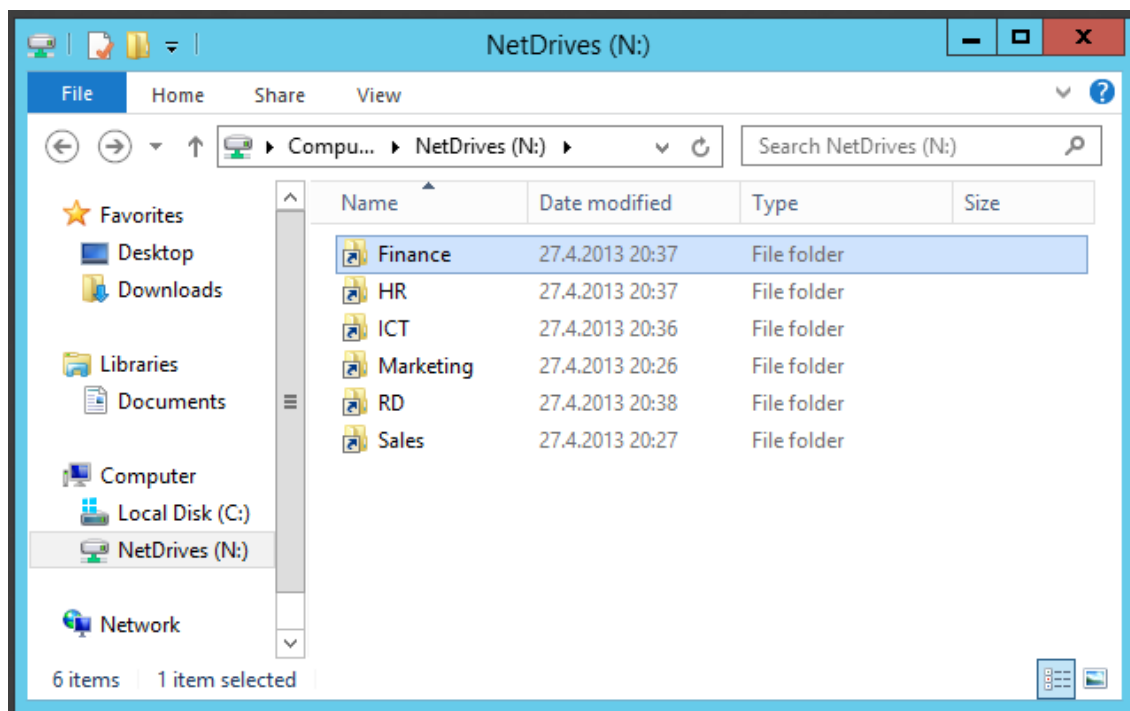 NetDrives (N:)
File Home Share View
Compu... NetDrives (N:) Search NetDrives (N:)
Favorites
Desktop
Downloads
Libraries
Documents
Computer
Local Disk (C:)
NetDrives (N:)
Network
Name Date modified Type Size
Finance 27.4.2013 20:37 File folder
HR 27.4.2013 20:37 File folder
ICT 27.4.2013 20:36 File folder
Marketing 27.4.2013 20:26 File folder
RD 27.4.2013 20:38 File folder
Sales 27.4.2013 20:27 File folder
6 items 1 item selected